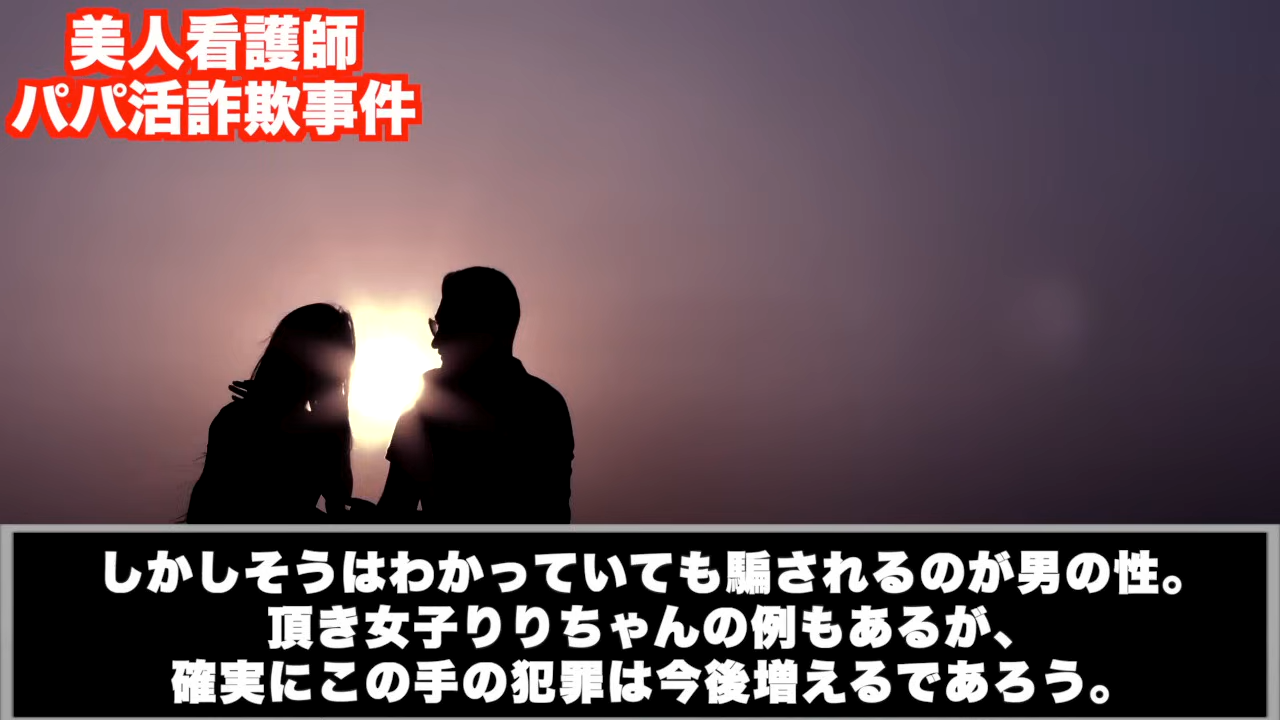 美人看護師
パパ活詐欺事件
しかしそうはわかっていても騙されるのが男の性。
頂き女子りりちゃんの例もあるが、
確実にこの手の犯罪は今後増えるであろう。